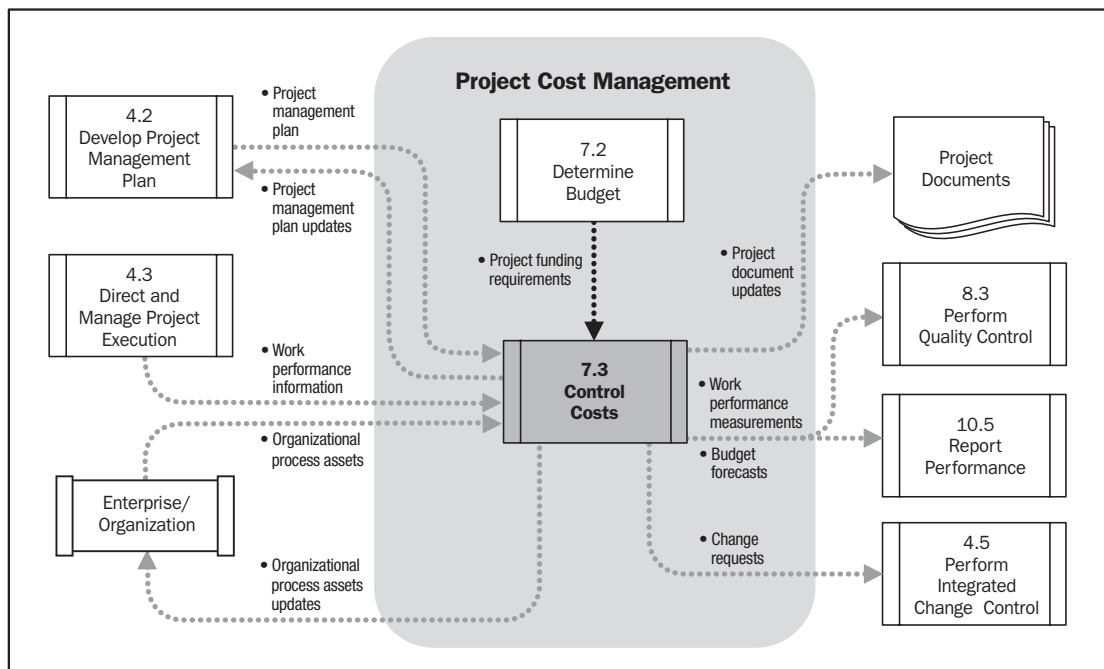 Project Cost Management
4.2
Develop Project
Management
Plan
• Project
management
plan
• Project
management
plan updates
7.2
Determine
Budget
Project
Documents
• Project funding
requirements
• Project
document
updates
4.3
Direct and
Manage Project
Execution
8.3
Perform
Quality Control
• Work
performance
information
7.3
Control
Costs
• Work
performance
measurements
• Budget
forecasts
10.5
Report
Performance
• Organizational
process assets
Enterprise/
Organization
• Organizational
process assets
updates
• Change
requests
4.5
Perform
Integrated
Change Control